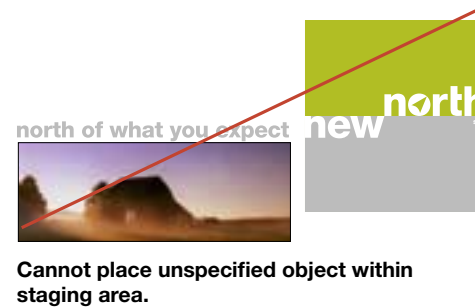 north
north of what you expect new
Cannot place unspecified object within
staging area.